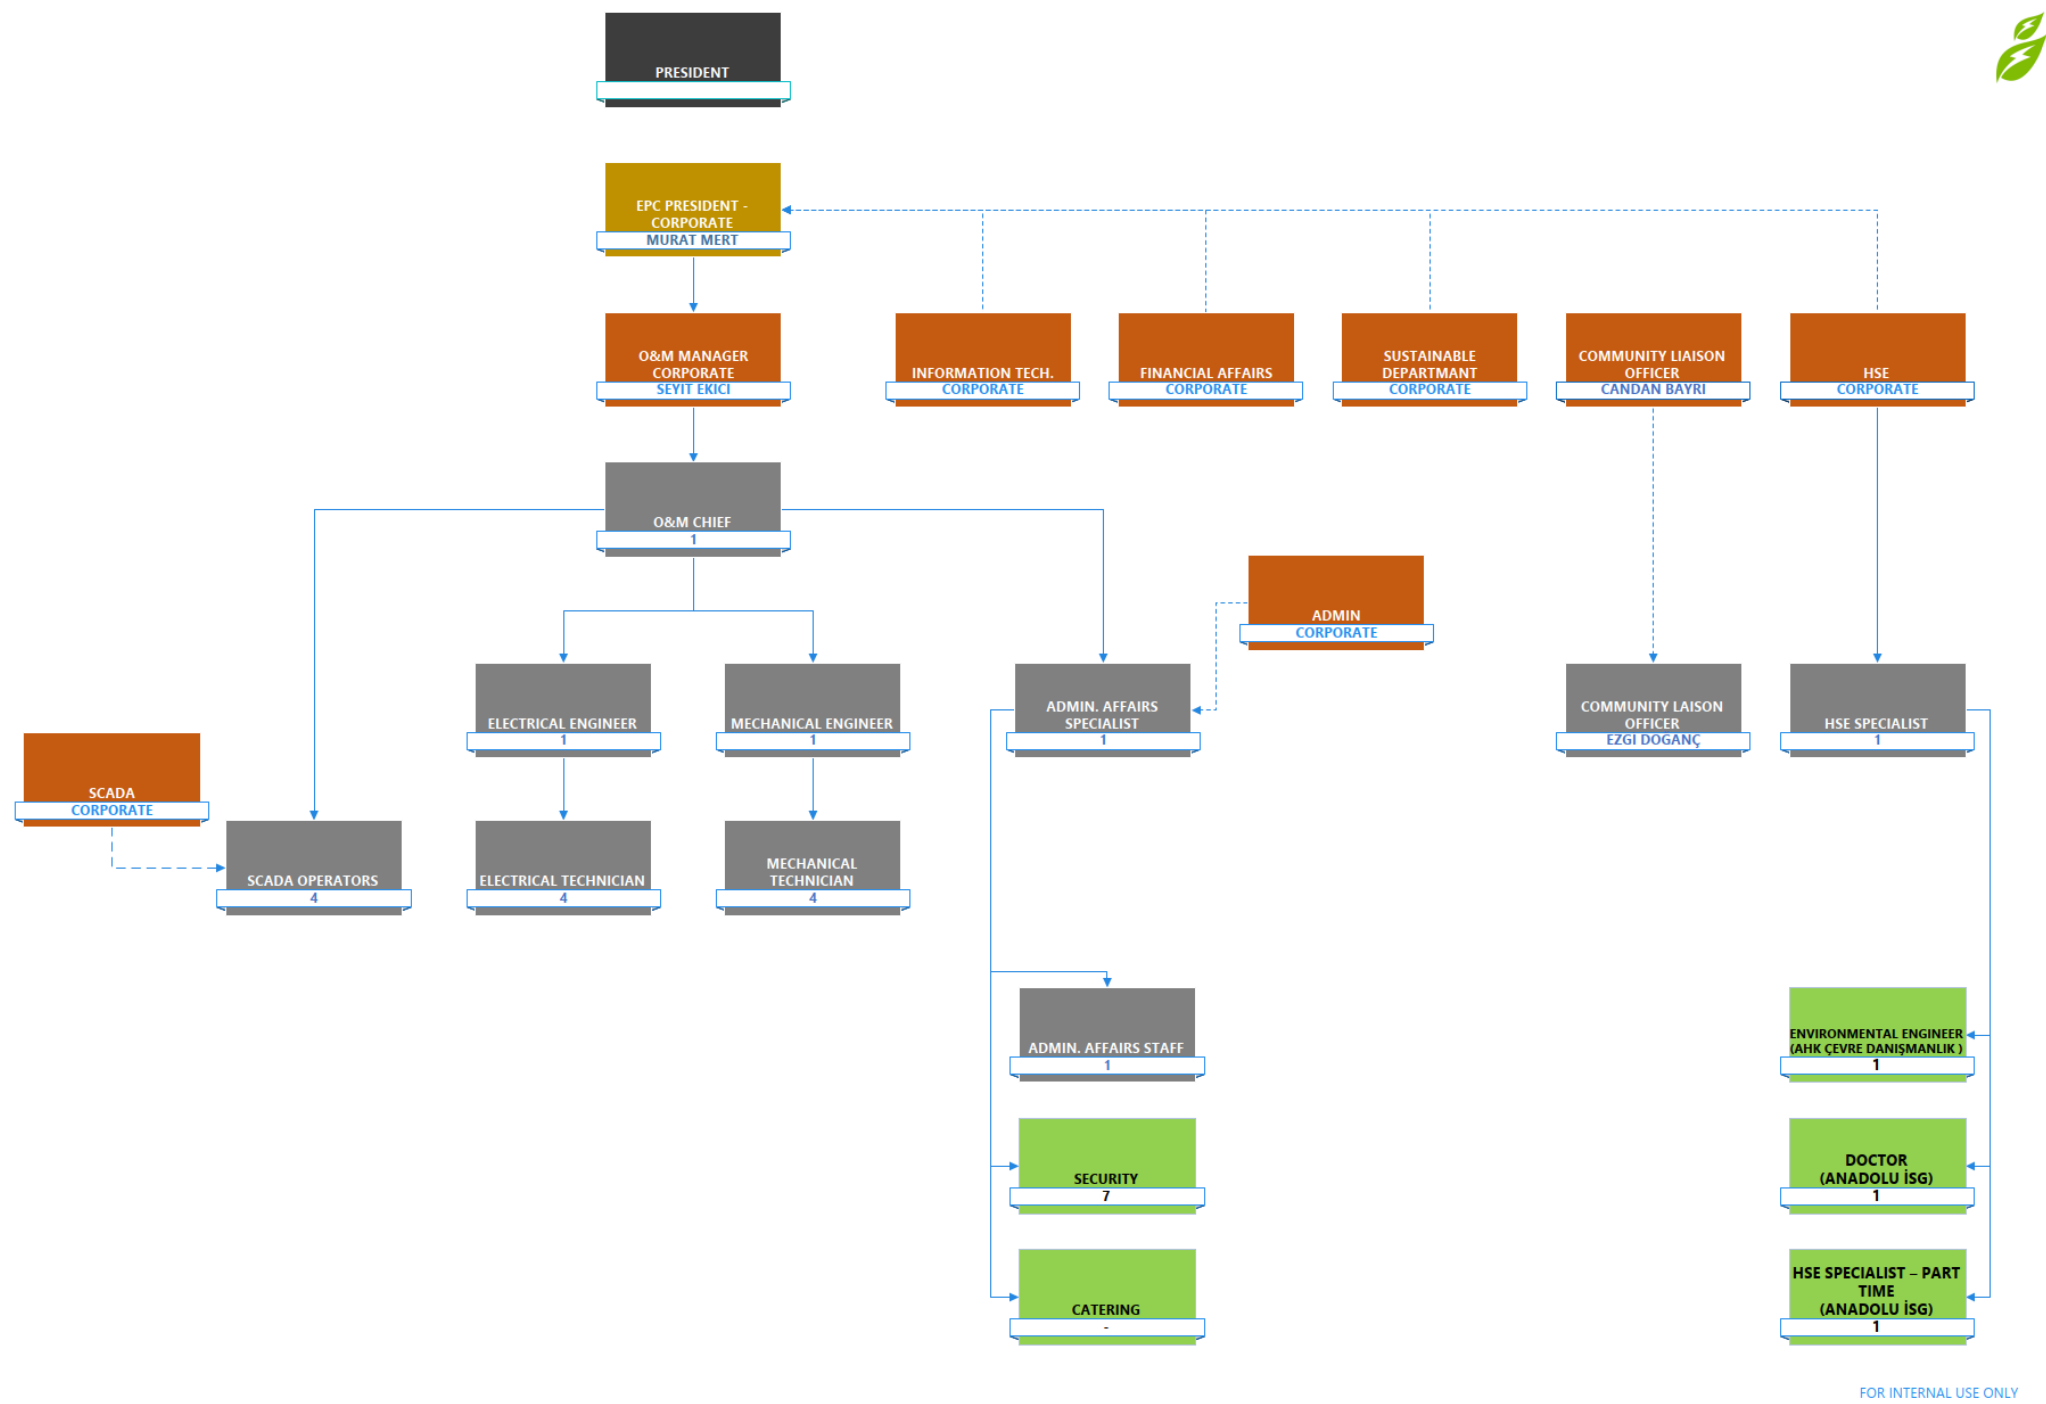 PRESIDENT
EPC PRESIDENT -
CORPORATE
MURAT MERT
O&M MANAGER
CORPORATE
SEYIT EKICI
INFORMATION TECH.
CORPORATE
FINANCIAL AFFAIRS
CORPORATE
SUSTAINABLE
DEPARTMANT
CORPORATE
COMMUNITY LIAISON
OFFICER
CANDAN BAYRI
HSE
CORPORATE
O&M CHIEF
1
ADMIN
CORPORATE
ELECTRICAL ENGINEER
1
MECHANICAL ENGINEER
1
ADMIN. AFFAIRS
SPECIALIST
1
COMMUNITY LAISON
OFFICER
EZGI DOGANÇ
HSE SPECIALIST
1
SCADA
CORPORATE
SCADA OPERATORS
4
ELECTRICAL TECHNICIAN
4
MECHANICAL
TECHNICIAN
4
ADMIN. AFFAIRS STAFF
1
ENVIRONMENTAL ENGINEER
(AHK ÇEVRE DANIŞMANLIK )
1
SECURITY
7
DOCTOR
(ANADOLU İSG)
1
CATERING
-
HSE SPECIALIST – PART
TIME
(ANADOLU İSG)
1
FOR INTERNAL USE ONLY